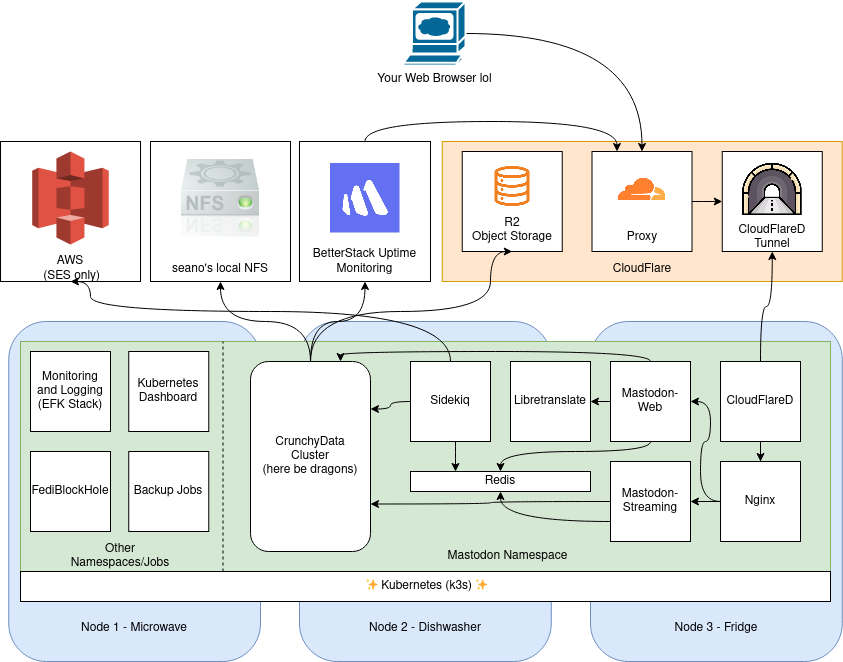 Your Web Browser lol
AWS
(SES only)
NFS
seano's local NFS
BetterStack Uptime
Monitoring
R2
Object Storage
Proxy
CloudFlareD
Tunnel
CloudFlare
Monitoring
and Logging
(EFK Stack)
Kubernetes
Dashboard
FediBlockHole
Backup Jobs
Other
Namespaces/Jobs
CrunchyData
Cluster
(here be dragons)
Sidekiq
Libretranslate
Mastodon-
Web
CloudFlareD
Redis
Mastodon-
Streaming
Nginx
Mastodon Namespace
✨ Kubernetes (k3s) ✨
Node 1 - Microwave
Node 2 - Dishwasher
Node 3 - Fridge